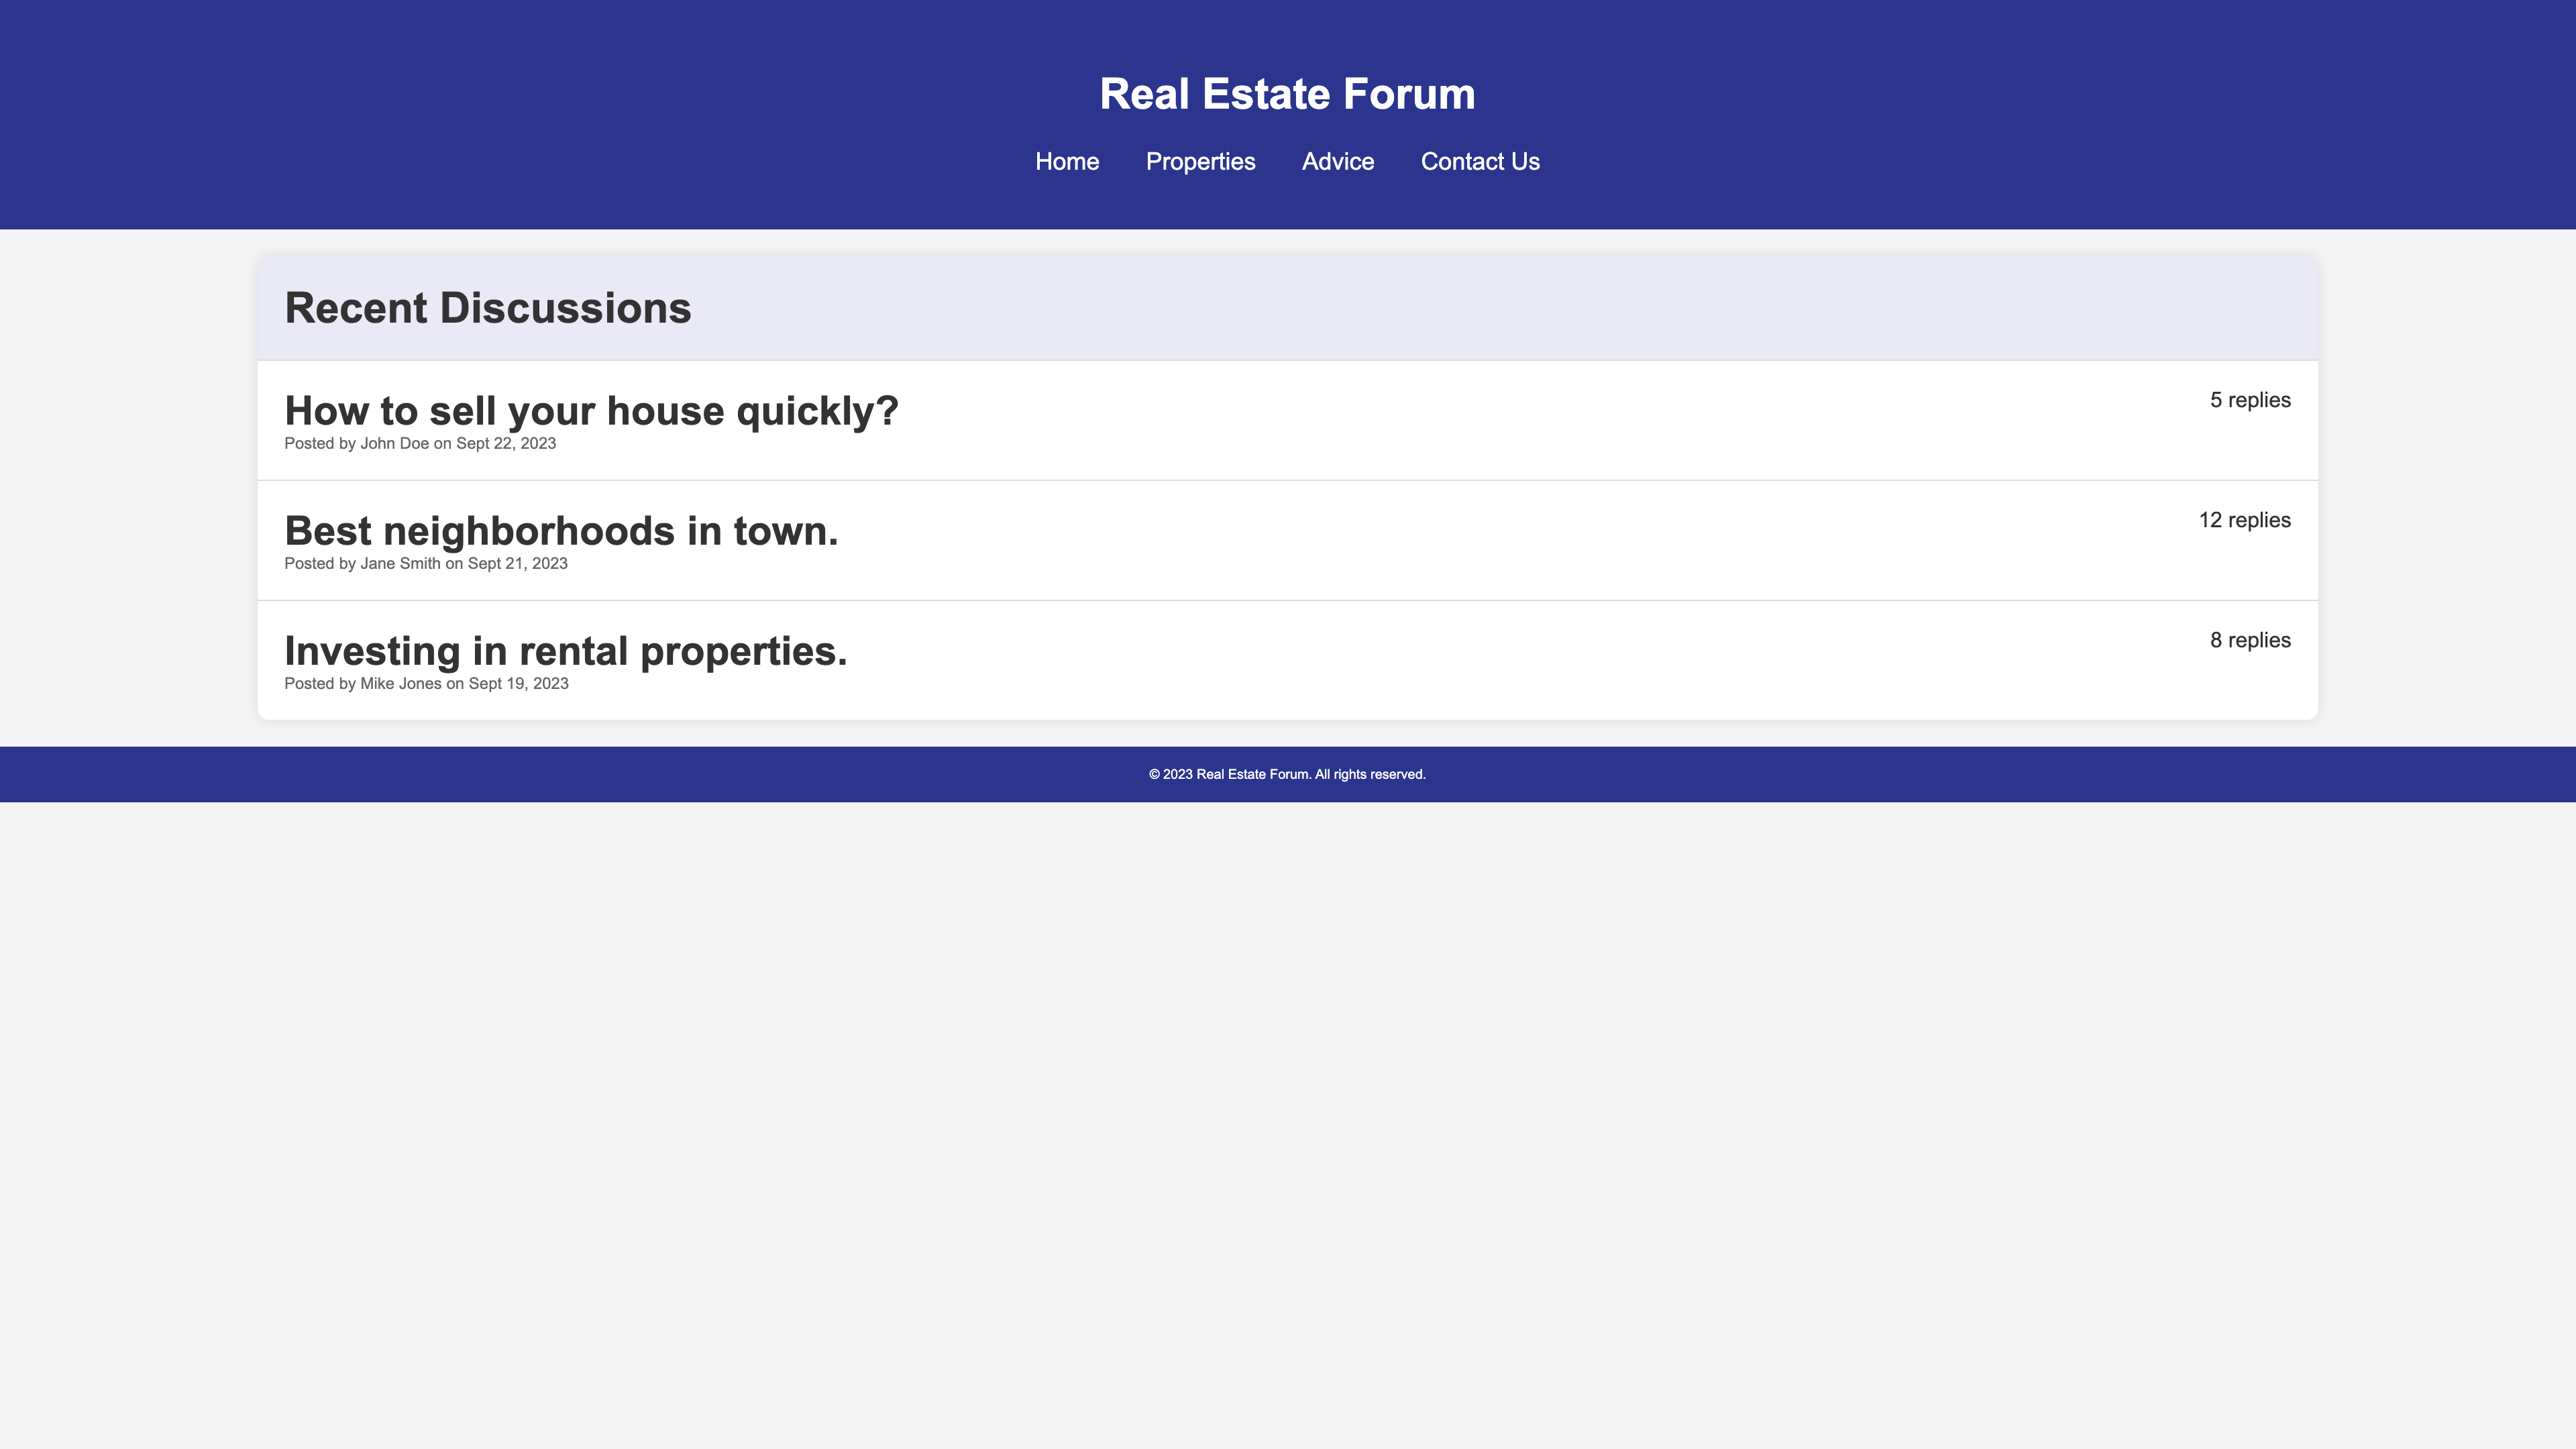 Real Estate Forum
Home Properties Advice Contact Us
Recent Discussions
How to sell your house quickly?
5 replies
Posted by John Doe on Sept 22, 2023
Best neighborhoods in town.
12 replies
Posted by Jane Smith on Sept 21, 2023
Investing in rental properties.
8 replies
Posted by Mike Jones on Sept 19, 2023
© 2023 Real Estate Forum. All rights reserved.